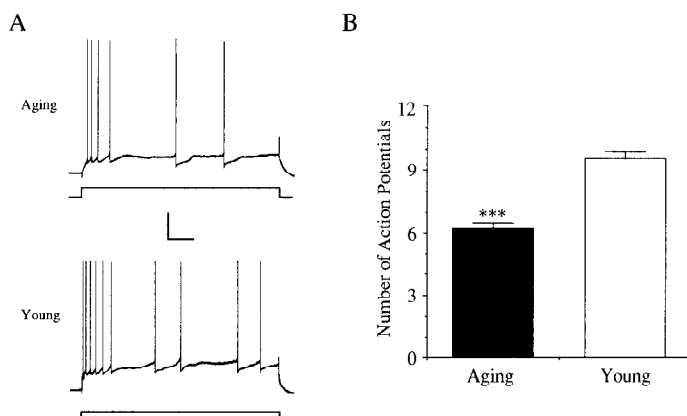 A
Aging
Young
B
Number of Action Potentials
12
9
6
3
0
***
Aging
Young